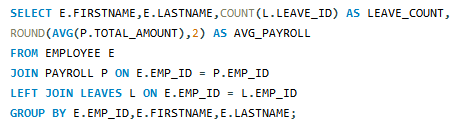 SELECT E.FIRSTNAME,E.LASTNAME,COUNT(L.LEAVE_ID) AS LEAVE_COUNT,
ROUND(AVG(P.TOTAL_AMOUNT),2) AS AVG_PAYROLL
FROM EMPLOYEE E
JOIN PAYROLL P ON E.EMP_ID = P.EMP_ID
LEFT JOIN LEAVES L ON E.EMP_ID = L.EMP_ID
GROUP BY E.EMP_ID,E.FIRSTNAME,E.LASTNAME;